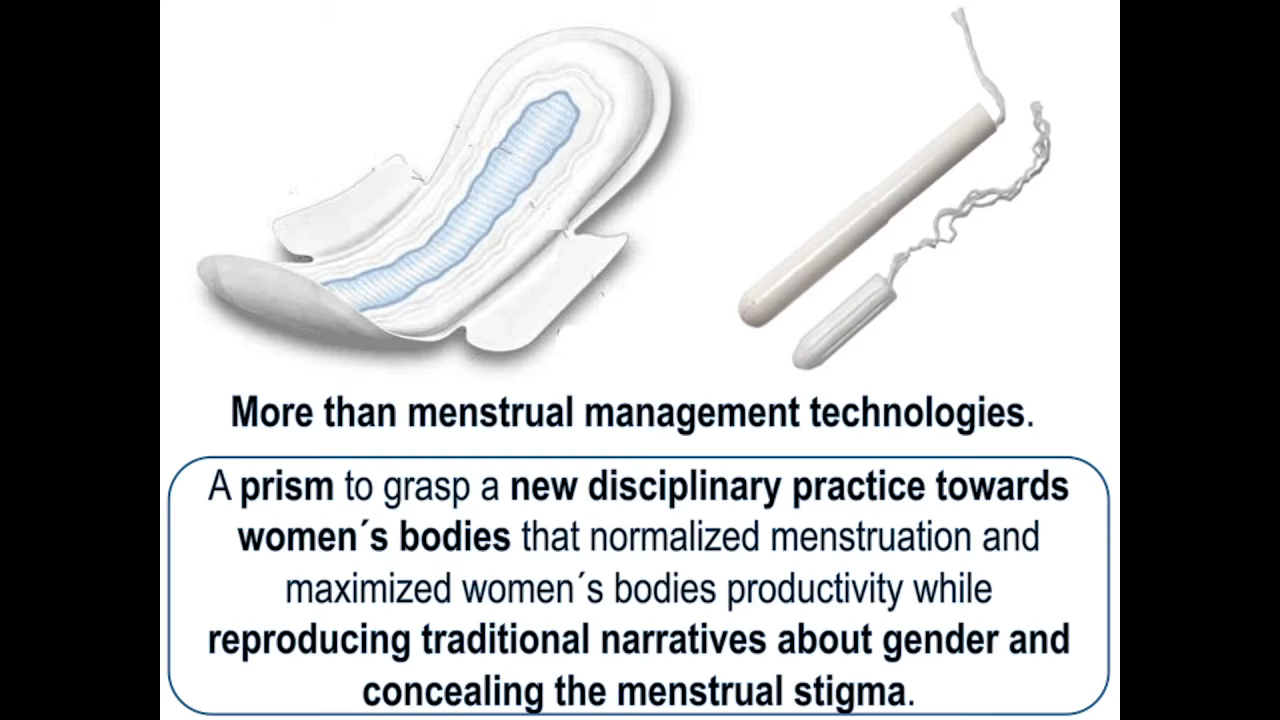 More than menstrual management technologies.
A prism to grasp a new disciplinary practice towards
women´s bodies that normalized menstruation and
maximized women´s bodies productivity while
reproducing traditional narratives about gender and
concealing the menstrual stigma.